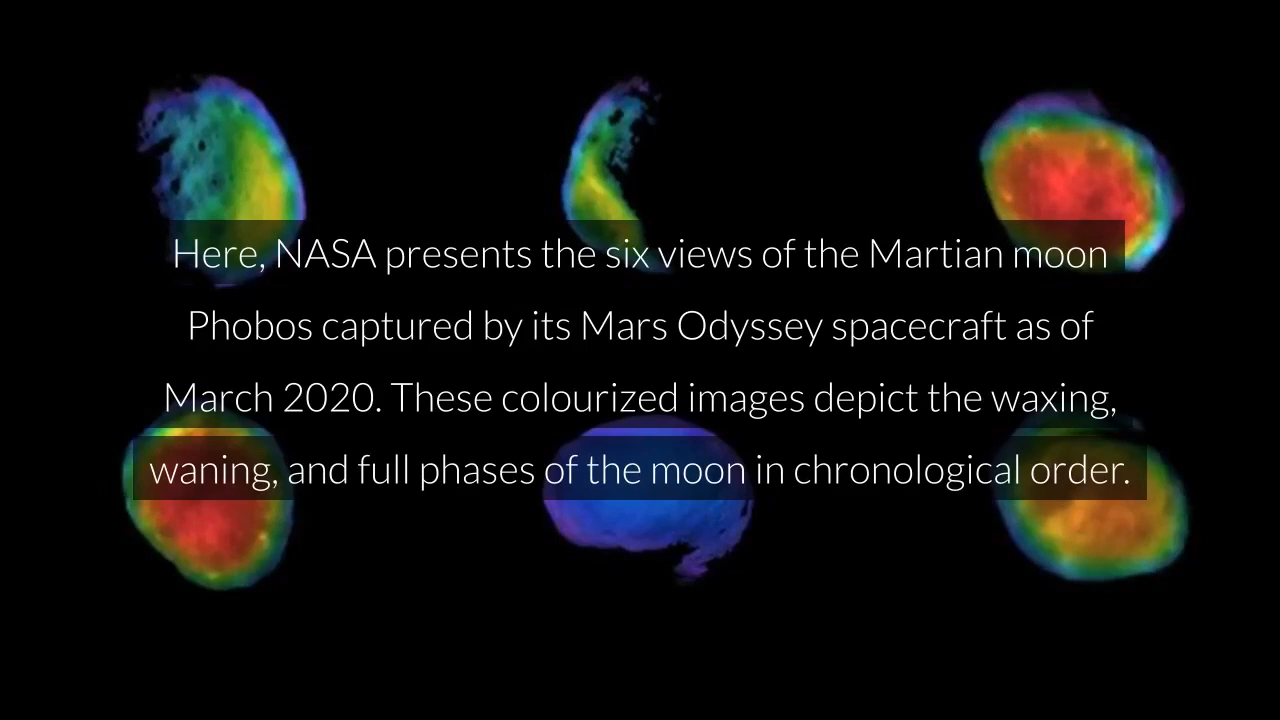 Here, NASA presents the six views of the Martian moon
Phobos captured by its Mars Odyssey spacecraft as of
March 2020. These colourized images depict the waxing,
waning, and full phases of the moon in chronological order.